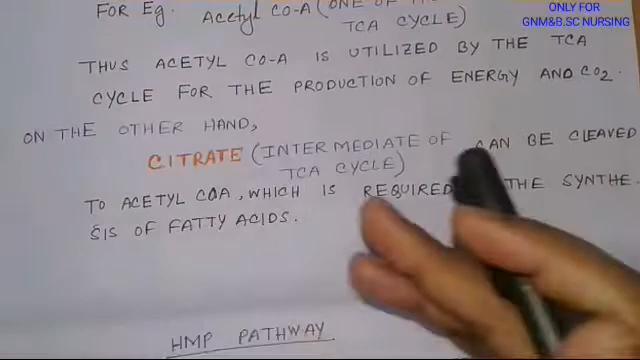 FOR Eg. Acetyl CO-A (ONE OF
TCA CYCLE)
ONLY FOR
GNM&B.SC NURSING
THUS ACETYL CO-A IS UTILIZED BY THE TCA
CYCLE FOR THE PRODUCTION OF ENERGY AND CO2.
ON THE OTHER HAND,
CITRATE (INTERMEDIATE OF CAN BE CLEAVED
TCA CYCLE)
TO ACETYL COA, WHICH IS REQUIRED THE SYNTHE-
SIS OF FATTY ACIDS.
HMP PATHWAY